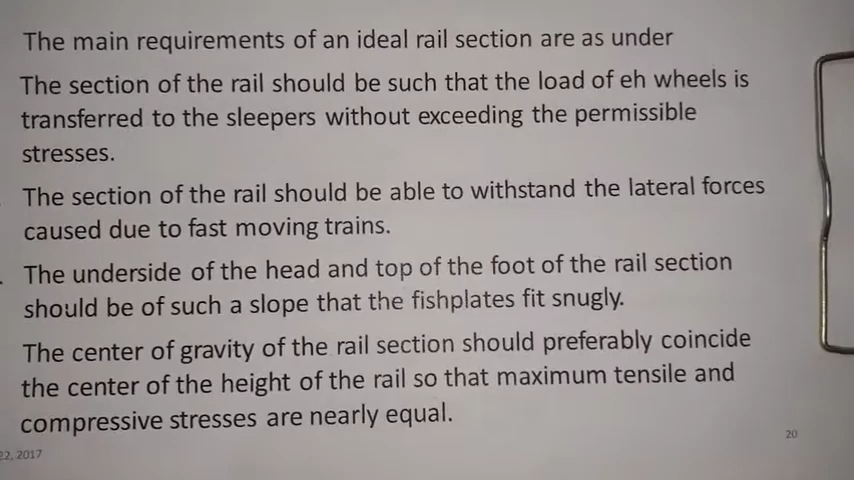 The main requirements of an ideal rail section are as under
The section of the rail should be such that the load of eh wheels is
transferred to the sleepers without exceeding the permissible
stresses.
The section of the rail should be able to withstand the lateral forces
caused due to fast moving trains.
The underside of the head and top of the foot of the rail section
should be of such a slope that the fishplates fit snugly.
The center of gravity of the rail section should preferably coincide
the center of the height of the rail so that maximum tensile and
compressive stresses are nearly equal.
22, 2017
20